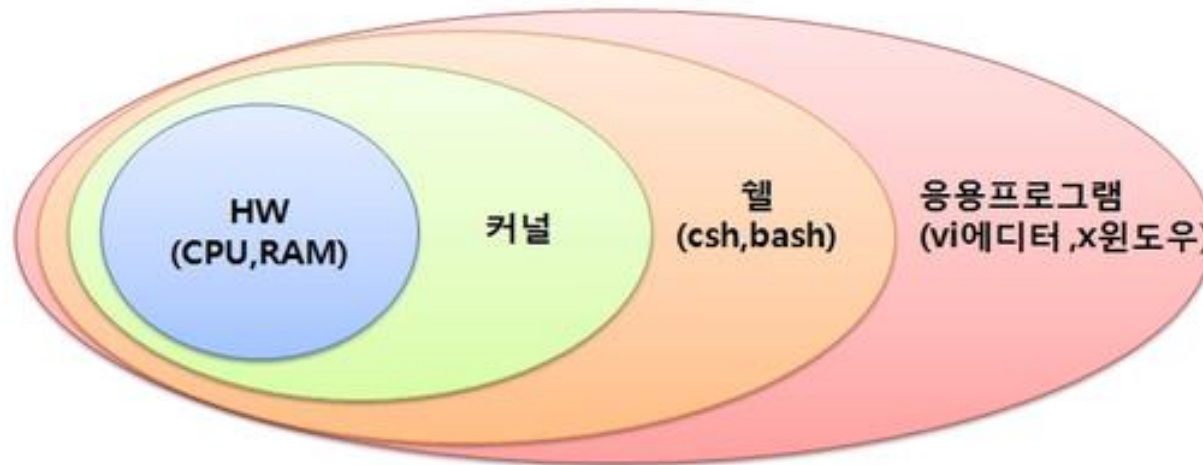 HW
(CPU,RAM)
커널
쉘
(csh,bash)
응용프로그램
(vi에디터 ,x윈도우)